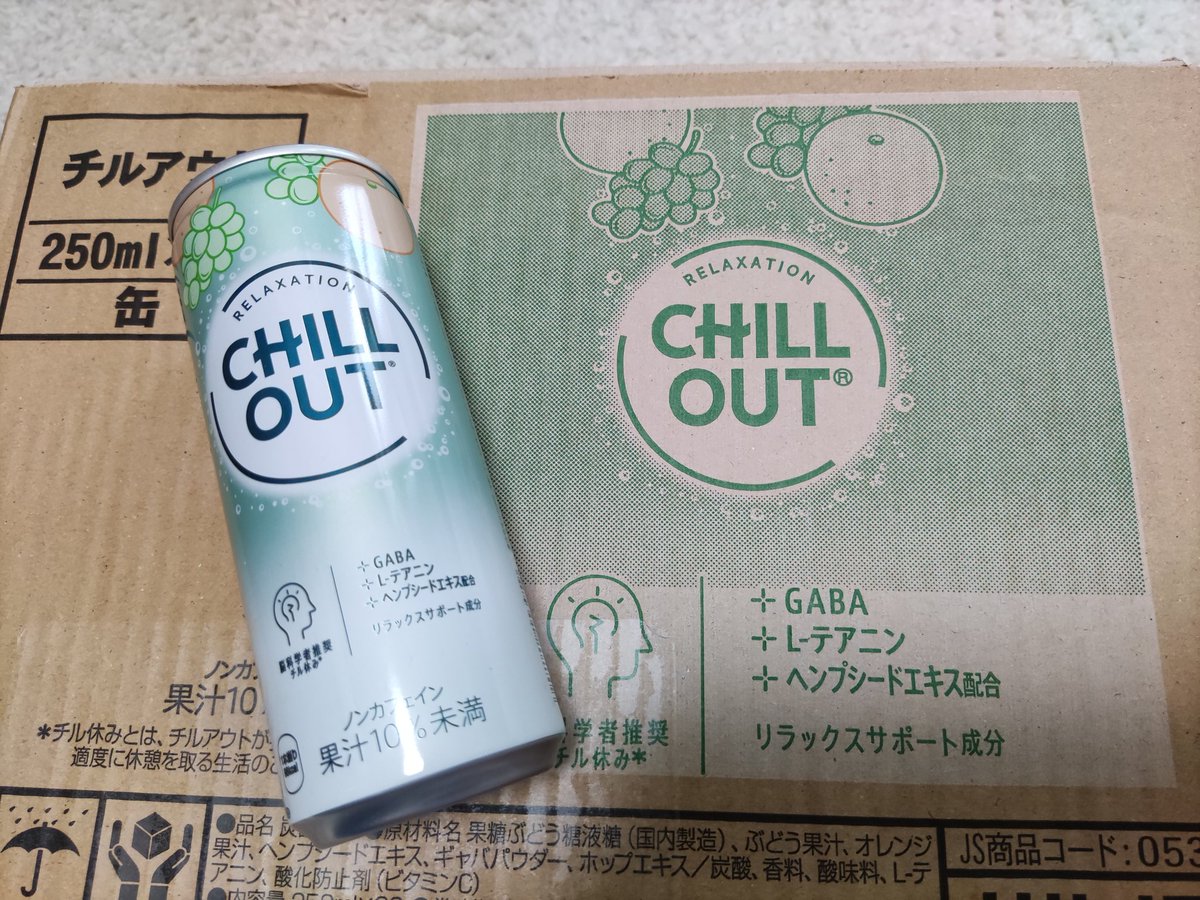 チルアウ
250ml
缶
RELAXATION
CHILL
OUT®
GABA
L-テアニン
ヘンプシードエキス配合
リラックスサポート成分
脳科学者推奨
チル休み*
ノンカフェイン
果汁10%未満
RELAXATION
CHILL
OUT®
+ GABA
+ L-テアニン
+ ヘンプシードエキス配合
リラックスサポート成分
学者推奨
チル休み*
ノンカ
果汁10
*チル休みとは、チルアウトが
適度に休憩を取る生活のこ
●品名 炭 原材料名 果糖ぶどう糖液糖(国内製造)、ぶどう果汁、オレンジ
果汁、ヘンプシードエキス、ギャバパウダー、ホップエキス/炭酸、香料、酸味料、L-テ
アニン、酸化防止剤(ビタミンC)
●内容量
JS商品コード:053